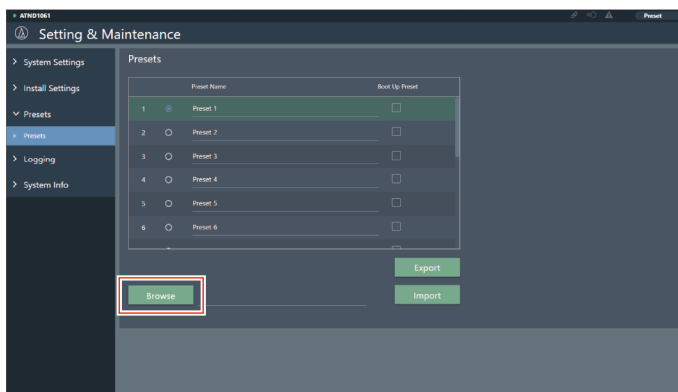 ATND1061
Preset
Setting & Maintenance
System Settings
Install Settings
Presets
Presets
Logging
System Info
Presets
Preset Name Boot Up Preset
1 Preset 1
2 Preset 2
3 Preset 3
4 Preset 4
5 Preset 5
6 Preset 6
Export
Browse Import